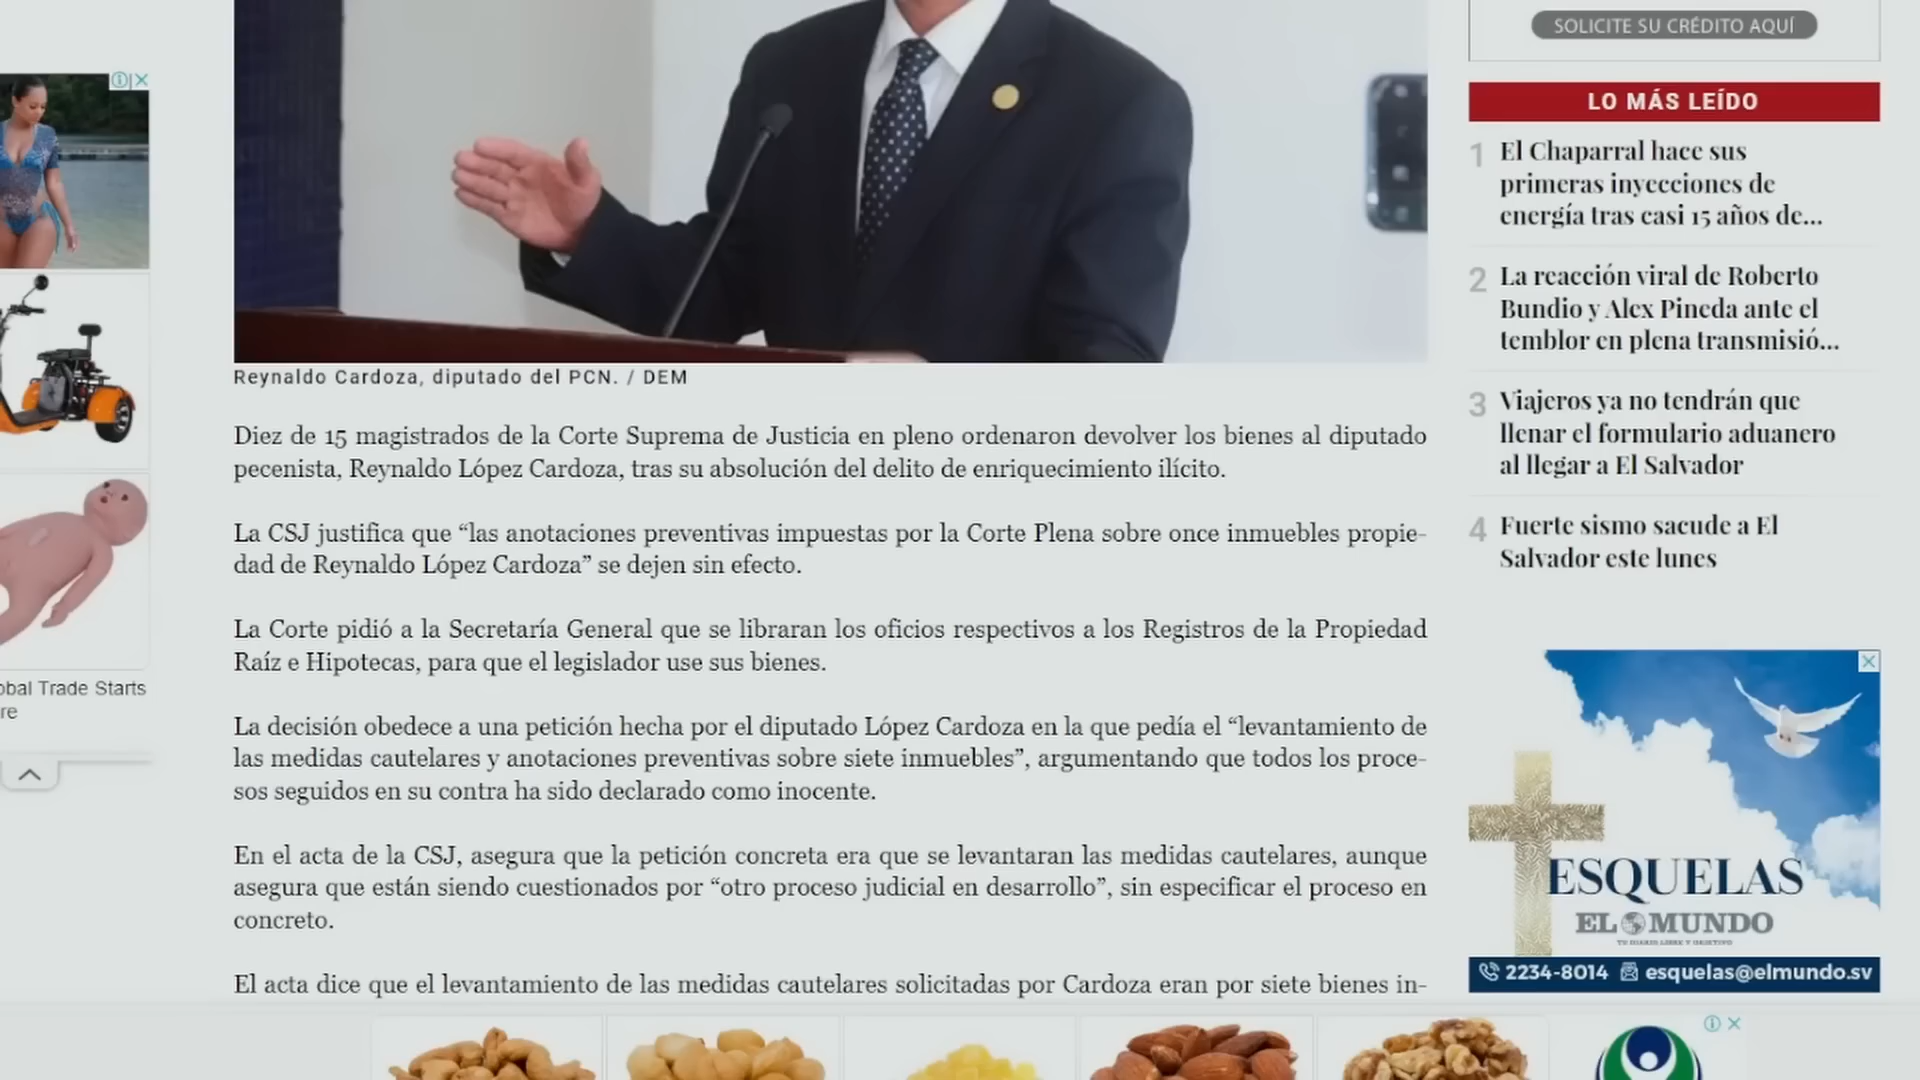 SOLICITE SU CRÉDITO AQUÍ
LO MÁS LEÍDO
1 El Chaparral hace sus
primeras inyecciones de
energía tras casi 15 años de...
2 La reacción viral de Roberto
Bundio y Alex Pineda ante el
temblor en plena transmisió...
3 Viajeros ya no tendrán que
llenar el formulario aduanero
al llegar a El Salvador
4 Fuerte sismo sacude a El
Salvador este lunes
Reynaldo Cardoza, diputado del PCN. / DEM
Diez de 15 magistrados de la Corte Suprema de Justicia en pleno ordenaron devolver los bienes al diputado
pecenista, Reynaldo López Cardoza, tras su absolución del delito de enriquecimiento ilícito.
La CSJ justifica que “las anotaciones preventivas impuestas por la Corte Plena sobre once inmuebles propie-
dad de Reynaldo López Cardoza” se dejen sin efecto.
La Corte pidió a la Secretaría General que se libraran los oficios respectivos a los Registros de la Propiedad
Raíz e Hipotecas, para que el legislador use sus bienes.
La decisión obedece a una petición hecha por el diputado López Cardoza en la que pedía el “levantamiento de
las medidas cautelares y anotaciones preventivas sobre siete inmuebles”, argumentando que todos los proce-
sos seguidos en su contra ha sido declarado como inocente.
En el acta de la CSJ, asegura que la petición concreta era que se levantaran las medidas cautelares, aunque
asegura que están siendo cuestionados por “otro proceso judicial en desarrollo”, sin especificar el proceso en
concreto.
El acta dice que el levantamiento de las medidas cautelares solicitadas por Cardoza eran por siete bienes in-
obal Trade Starts
re
ESQUELAS
EL MUNDO
TU DIARIO LIBRE Y OBJETIVO
2234-8014 esquelas@elmundo.sv